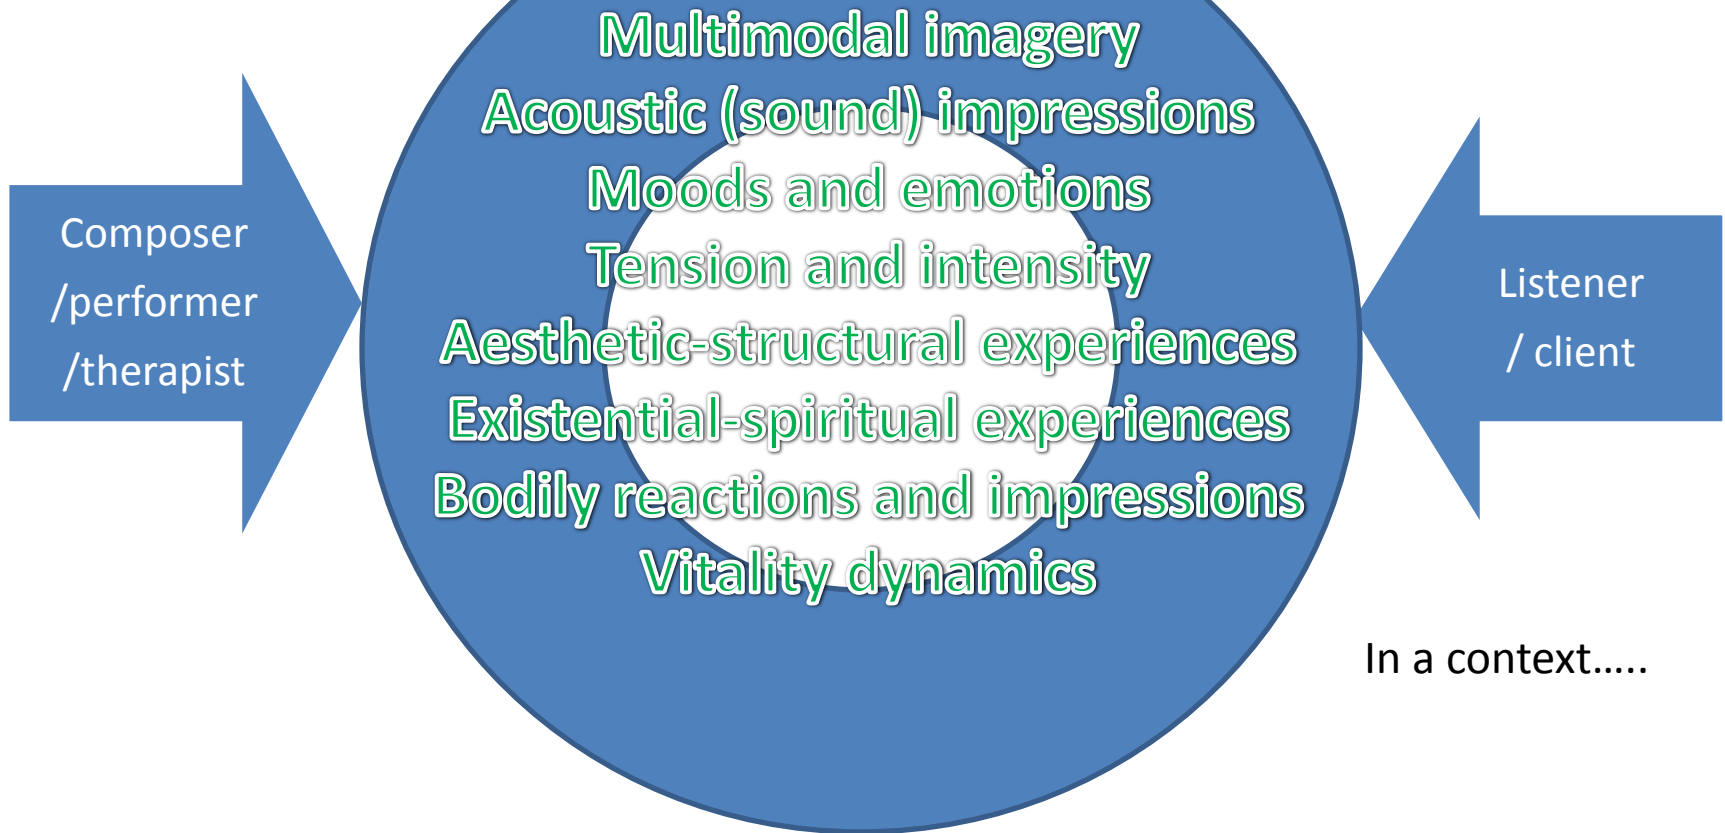 Multimodal imagery
Acoustic (sound) impressions
Moods and emotions
Tension and intensity
Aesthetic-structural experiences
Existential-spiritual experiences
Bodily reactions and impressions
Vitality dynamics
Composer
/performer
/therapist
Listener
/ client
In a context…..